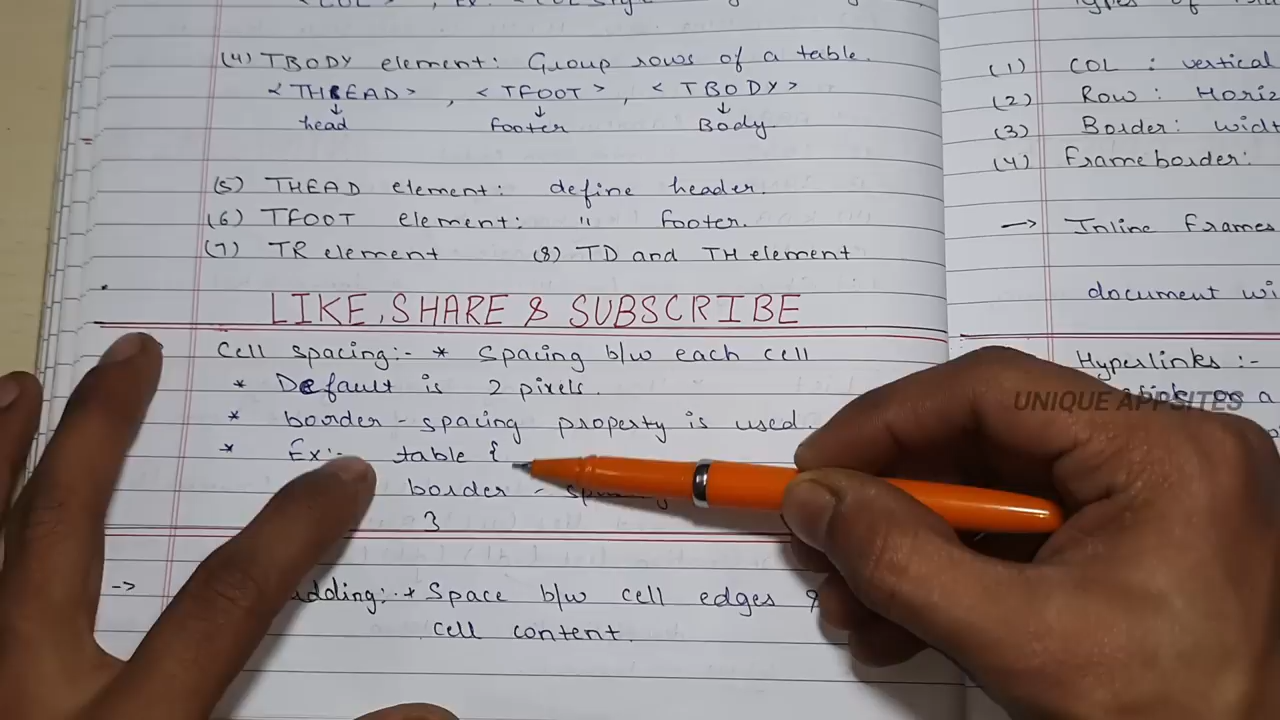 (4) TBODY element: Group rows of a table.
<THEAD>, <TFOOT>, <TBODY>
↓ ↓ ↓
head footer Body
(5) THEAD element: define header.
(6) TFOOT element: " footer.
(7) TR element (8) TD and TH element
LIKE, SHARE & SUBSCRIBE
Cell spacing:- * Spacing b/w each cell
* Default is 2 pixels.
* border-spacing property is used.
* Ex:- table {
border -
}
-> * Space b/w cell edges &
cell content.
(1) COL : vertical
(2) Row : Horiz
(3) Border: widt
(4) Frameborder:
-> Inline Frames
document wi
Hyperlinks :-
UNIQUE APPSITES